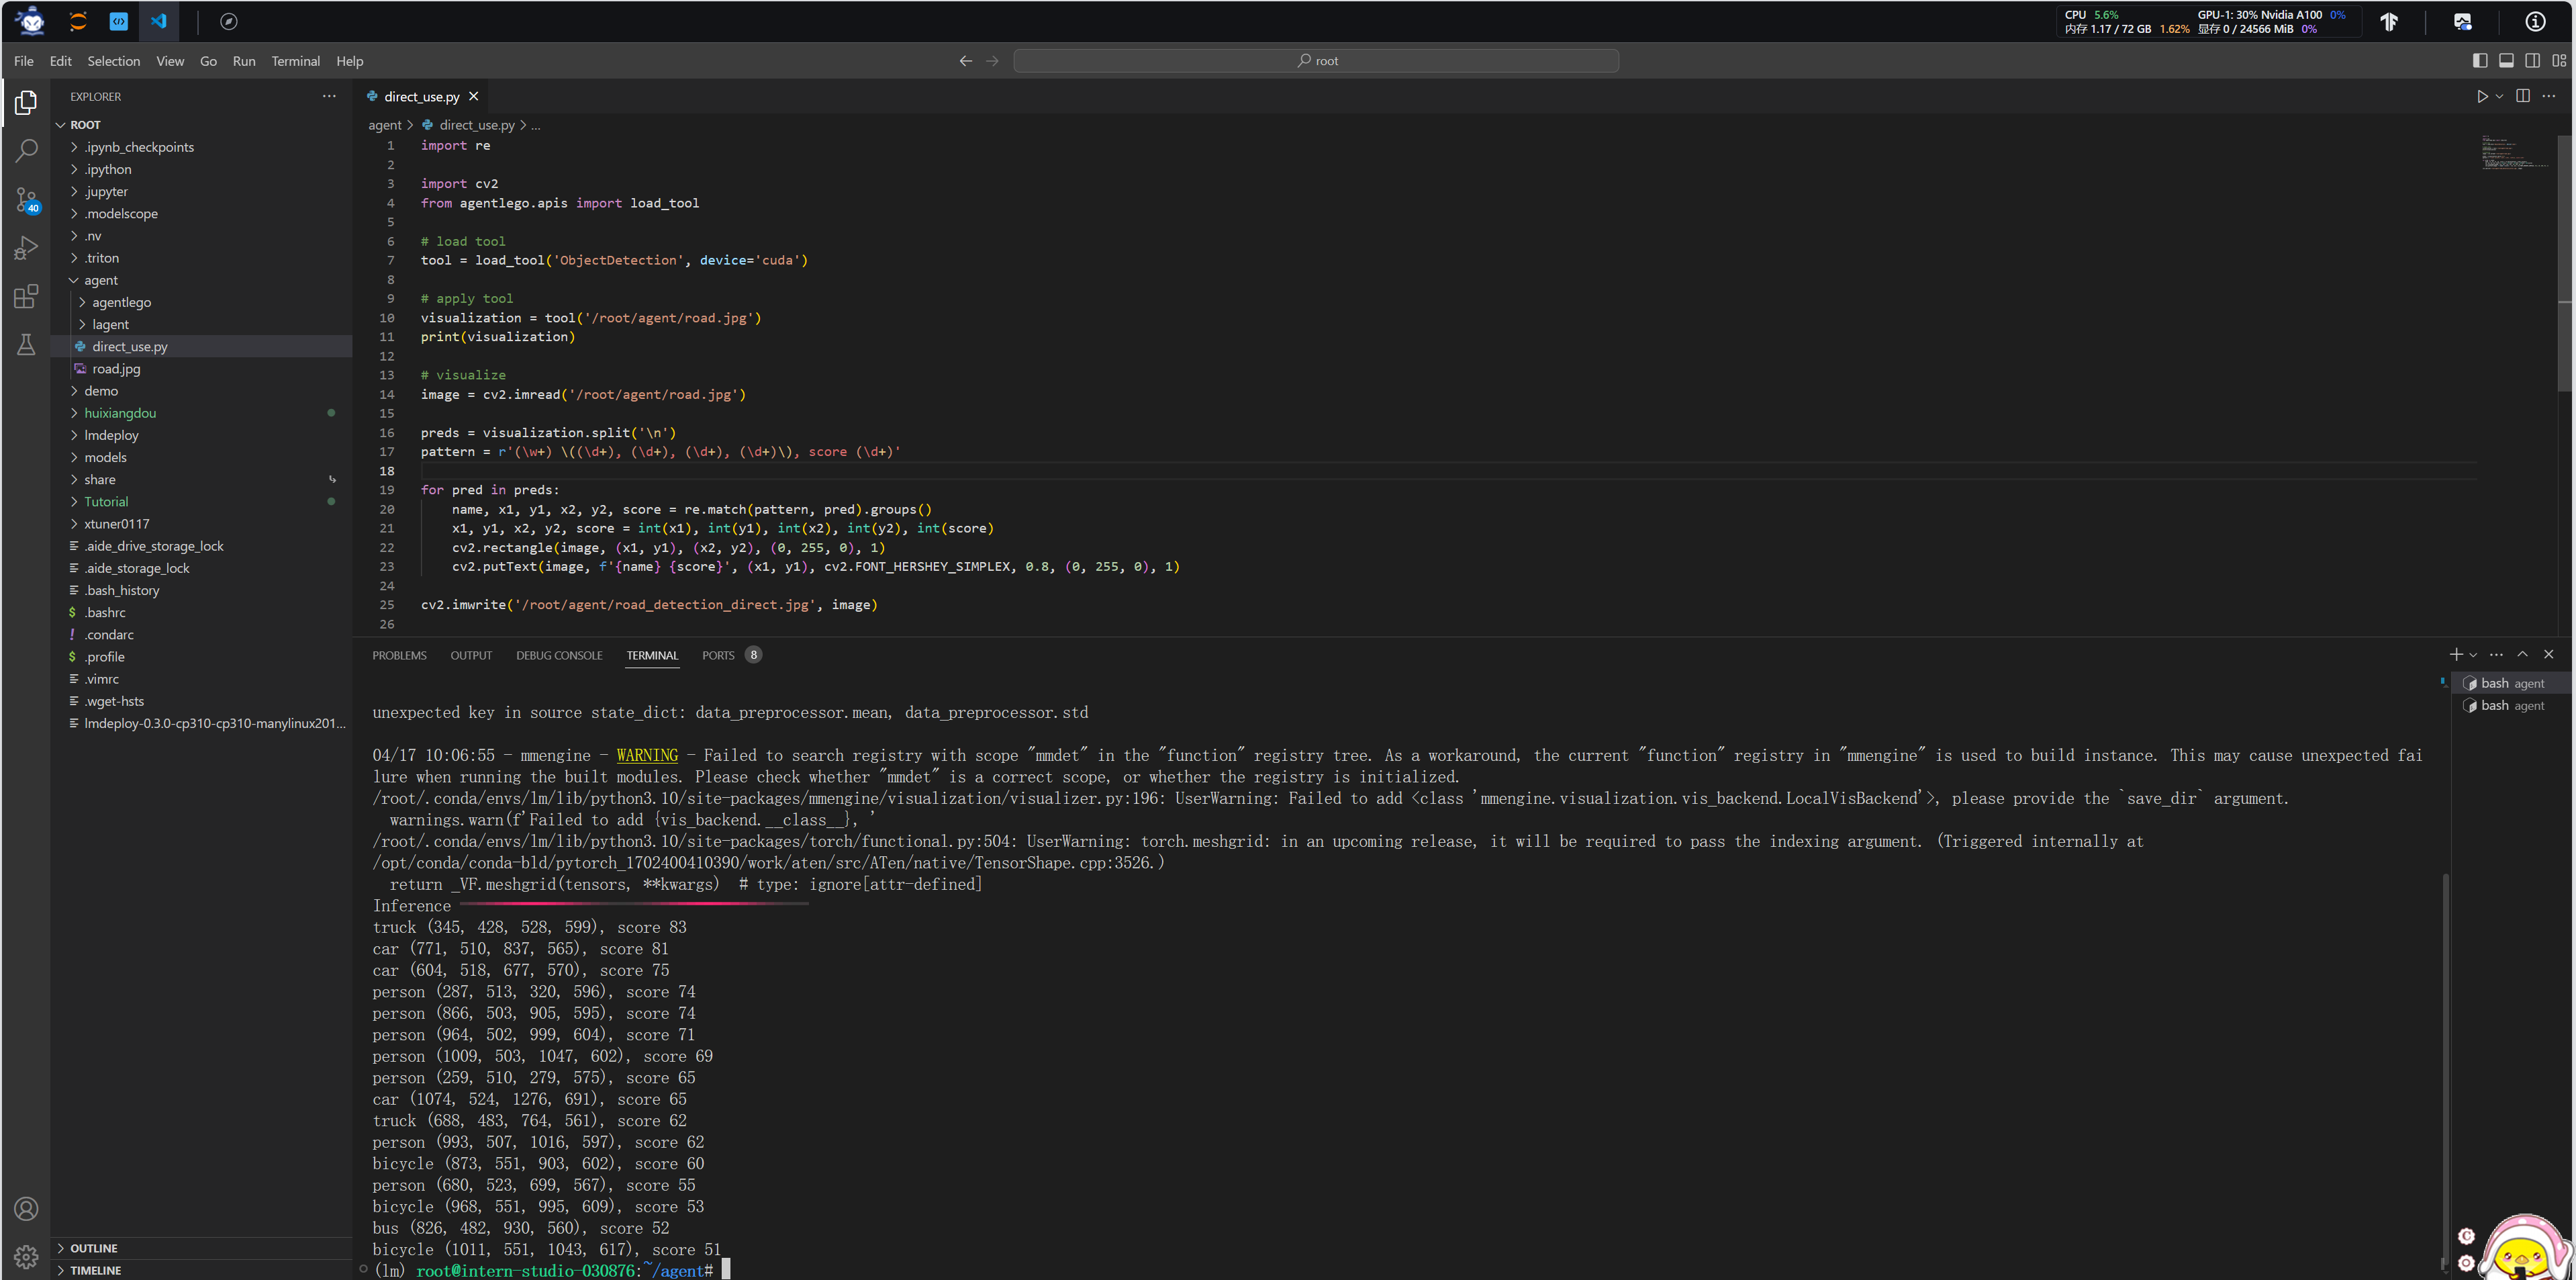 CPU 5.6% GPU-1: 30% Nvidia A100 0%
内存 1.17 / 72 GB 1.62% 显存 0 / 24566 MiB 0%
File Edit Selection View Go Run Terminal Help
root
EXPLORER
ROOT
.ipynb_checkpoints
.ipython
.jupyter
.modelscope
.nv
.triton
agent
agentlego
lagent
direct_use.py
road.jpg
demo
huixiangdou
lmdeploy
models
share
Tutorial
xtuner0117
.aide_drive_storage_lock
.aide_storage_lock
.bash_history
$ .bashrc
! .condarc
$ .profile
.vimrc
.wget-hsts
lmdeploy-0.3.0-cp310-cp310-manylinux201...
OUTLINE
TIMELINE
40
direct_use.py
agent > direct_use.py > ...
1 import re
2
3 import cv2
4 from agentlego.apis import load_tool
5
6 # load tool
7 tool = load_tool('ObjectDetection', device='cuda')
8
9 # apply tool
10 visualization = tool('/root/agent/road.jpg')
11 print(visualization)
12
13 # visualize
14 image = cv2.imread('/root/agent/road.jpg')
15
16 preds = visualization.split('\n')
17 pattern = r'(\w+) \((\d+), (\d+), (\d+), (\d+)\), score (\d+)'
18
19 for pred in preds:
20 name, x1, y1, x2, y2, score = re.match(pattern, pred).groups()
21 x1, y1, x2, y2, score = int(x1), int(y1), int(x2), int(y2), int(score)
22 cv2.rectangle(image, (x1, y1), (x2, y2), (0, 255, 0), 1)
23 cv2.putText(image, f'{name} {score}', (x1, y1), cv2.FONT_HERSHEY_SIMPLEX, 0.8, (0, 255, 0), 1)
24
25 cv2.imwrite('/root/agent/road_detection_direct.jpg', image)
26
PROBLEMS OUTPUT DEBUG CONSOLE TERMINAL PORTS 8
bash agent
bash agent
unexpected key in source state_dict: data_preprocessor.mean, data_preprocessor.std
04/17 10:06:55 - mmengine - WARNING - Failed to search registry with scope "mmdet" in the "function" registry tree. As a workaround, the current "function" registry in "mmengine" is used to build instance. This may cause unexpected fai
lure when running the built modules. Please check whether "mmdet" is a correct scope, or whether the registry is initialized.
/root/.conda/envs/lm/lib/python3.10/site-packages/mmengine/visualization/visualizer.py:196: UserWarning: Failed to add <class 'mmengine.visualization.vis_backend.LocalVisBackend'>, please provide the `save_dir` argument.
warnings.warn(f'Failed to add {vis_backend.__class__}, '
/root/.conda/envs/lm/lib/python3.10/site-packages/torch/functional.py:504: UserWarning: torch.meshgrid: in an upcoming release, it will be required to pass the indexing argument. (Triggered internally at
/opt/conda/conda-bld/pytorch_1702400410390/work/aten/src/ATen/native/TensorShape.cpp:3526.)
return _VF.meshgrid(tensors, **kwargs) # type: ignore[attr-defined]
Inference
truck (345, 428, 528, 599), score 83
car (771, 510, 837, 565), score 81
car (604, 518, 677, 570), score 75
person (287, 513, 320, 596), score 74
person (866, 503, 905, 595), score 74
person (964, 502, 999, 604), score 71
person (1009, 503, 1047, 602), score 69
person (259, 510, 279, 575), score 65
car (1074, 524, 1276, 691), score 65
truck (688, 483, 764, 561), score 62
person (993, 507, 1016, 597), score 62
bicycle (873, 551, 903, 602), score 60
person (680, 523, 699, 567), score 55
bicycle (968, 551, 995, 609), score 53
bus (826, 482, 930, 560), score 52
bicycle (1011, 551, 1043, 617), score 51
(lm) root@intern-studio-030876:~/agent#